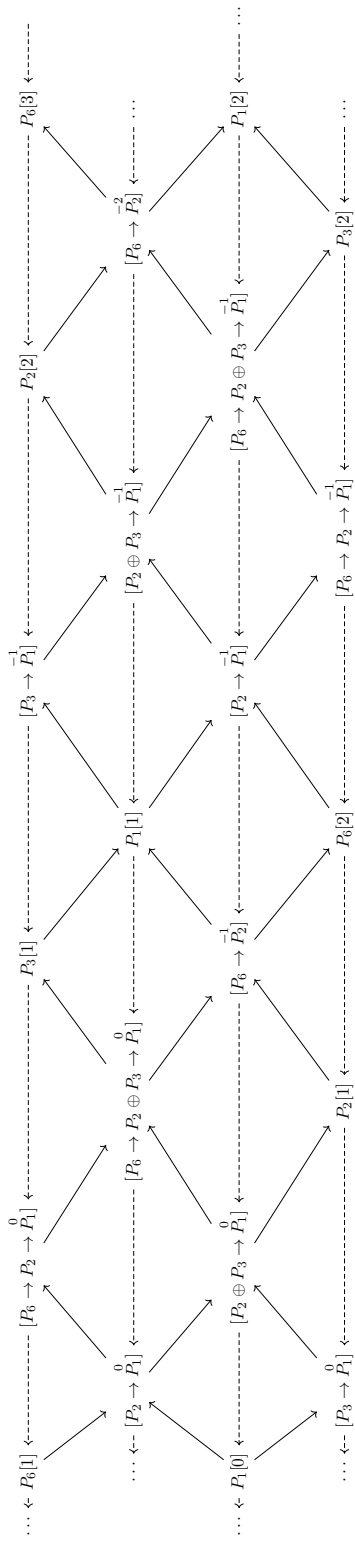 ⋯ P₆[1] [P₆ → P₂ → P₁⁰] P₃[1] [P₃ → P₁⁻¹] P₂[2] P₆[3]
⋯ [P₂ → P₁⁰] [P₆ → P₂ ⊕ P₃ → P₁⁰] P₁[1] [P₂ ⊕ P₃ → P₁⁻¹] [P₆ → P₂⁻²] ⋯
⋯ P₁[0] [P₂ ⊕ P₃ → P₁⁰] [P₆ → P₂⁻¹] [P₂ → P₁⁻¹] [P₆ → P₂ ⊕ P₃ → P₁⁻¹] P₁[2] ⋯
⋯ [P₃ → P₁⁰] P₂[1] P₆[2] [P₆ → P₂ → P₁⁻¹] P₃[2] ⋯